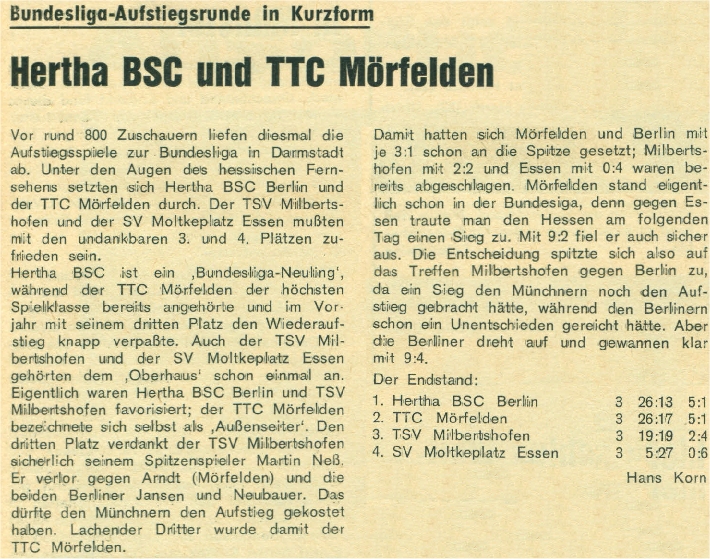 Bundesliga-Aufstiegsrunde in Kurzform
Hertha BSC und TTC Mörfelden
Vor rund 800 Zuschauern liefen diesmal die
Aufstiegsspiele zur Bundesliga in Darmstadt
ab. Unter den Augen des hessischen Fern-
sehens setzten sich Hertha BSC Berlin und
der TTC Mörfelden durch. Der TSV Milberts-
hofen und der SV Moltkeplatz Essen mußten
mit den undankbaren 3. und 4. Plätzen zu-
frieden sein.
Hertha BSC ist ein ‚Bundesliga-Neuling',
während der TTC Mörfelden der höchsten
Spielklasse bereits angehörte und im Vor-
jahr mit seinem dritten Platz den Wiederauf-
stieg knapp verpaßte. Auch der TSV Mil-
bertshofen und der SV Moltkeplatz Essen
gehörten dem ‚Oberhaus' schon einmal an.
Eigentlich waren Hertha BSC Berlin und TSV
Milbertshofen favorisiert; der TTC Mörfelden
bezeichnete sich selbst als ‚Außenseiter'. Den
dritten Platz verdankt der TSV Milbertshofen
sicherlich seinem Spitzenspieler Martin Neß.
Er verlor gegen Arndt (Mörfelden) und die
beiden Berliner Jansen und Neubauer. Das
dürfte den Münchnern den Aufstieg gekostet
haben. Lachender Dritter wurde damit der
TTC Mörfelden.
Damit hatten sich Mörfelden und Berlin mit
je 3:1 schon an die Spitze gesetzt; Milberts-
hofen mit 2:2 und Essen mit 0:4 waren be-
reits abgeschlagen. Mörfelden stand eigent-
lich schon in der Bundesiga, denn gegen Es-
sen traute man den Hessen am folgenden
Tag einen Sieg zu. Mit 9:2 fiel er auch sicher
aus. Die Entscheidung spitzte sich also auf
das Treffen Milbertshofen gegen Berlin zu,
da ein Sieg den Münchnern noch den Auf-
stieg gebracht hätte, während den Berlinern
schon ein Unentschieden gereicht hätte. Aber
die Berliner dreht auf und gewannen klar
mit 9:4.
Der Endstand:
1. Hertha BSC Berlin 3 26:13 5:1
2. TTC Mörfelden 3 26:17 5:1
3. TSV Milbertshofen 3 19:19 2:4
4. SV Moltkeplatz Essen 3 5:27 0:6
Hans Korn